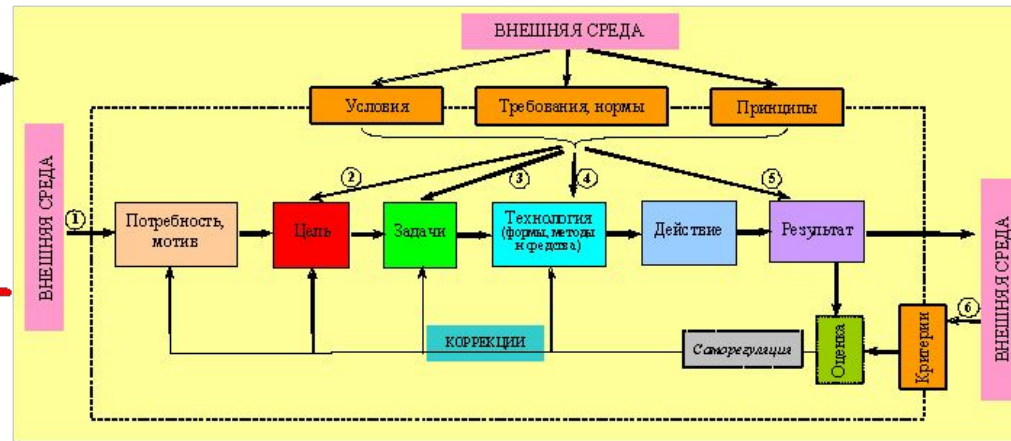 ВНЕШНЯЯ СРЕДА
Условия
Требования, нормы
Принципы
ВНЕШНЯЯ СРЕДА
1
2
3
4
5
Потребность,
мотив
Цель
Задачи
Технология
(формы, методы
и средства)
Действие
Результат
ВНЕШНЯЯ СРЕДА
6
КОРРЕКЦИИ
Саморегуляция
Оценка
Критерии